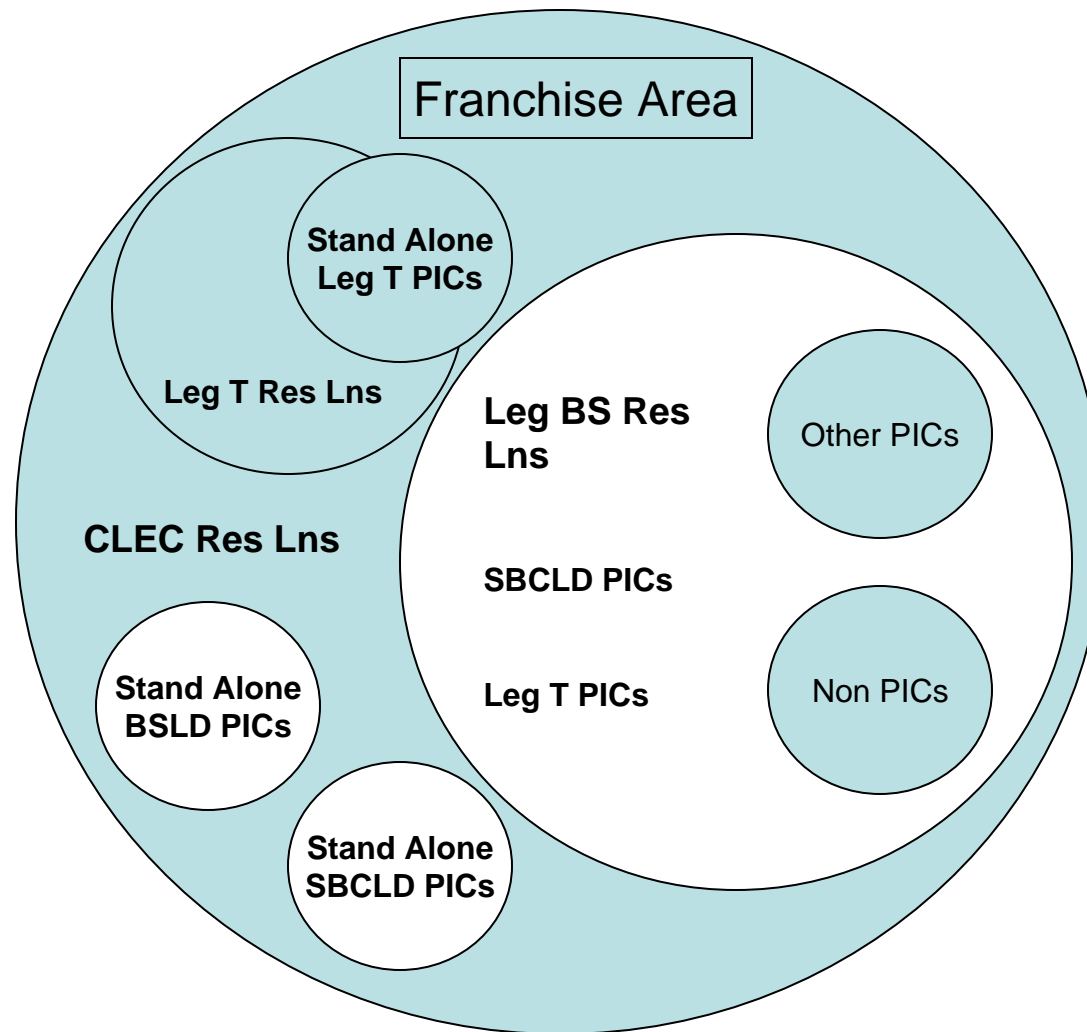 Franchise Area
Stand Alone
Leg T PICs
Leg T Res Lns
Leg BS Res
Lns
Other PICs
CLEC Res Lns
SBCLD PICs
Stand Alone
BSLD PICs
Leg T PICs
Non PICs
Stand Alone
SBCLD PICs